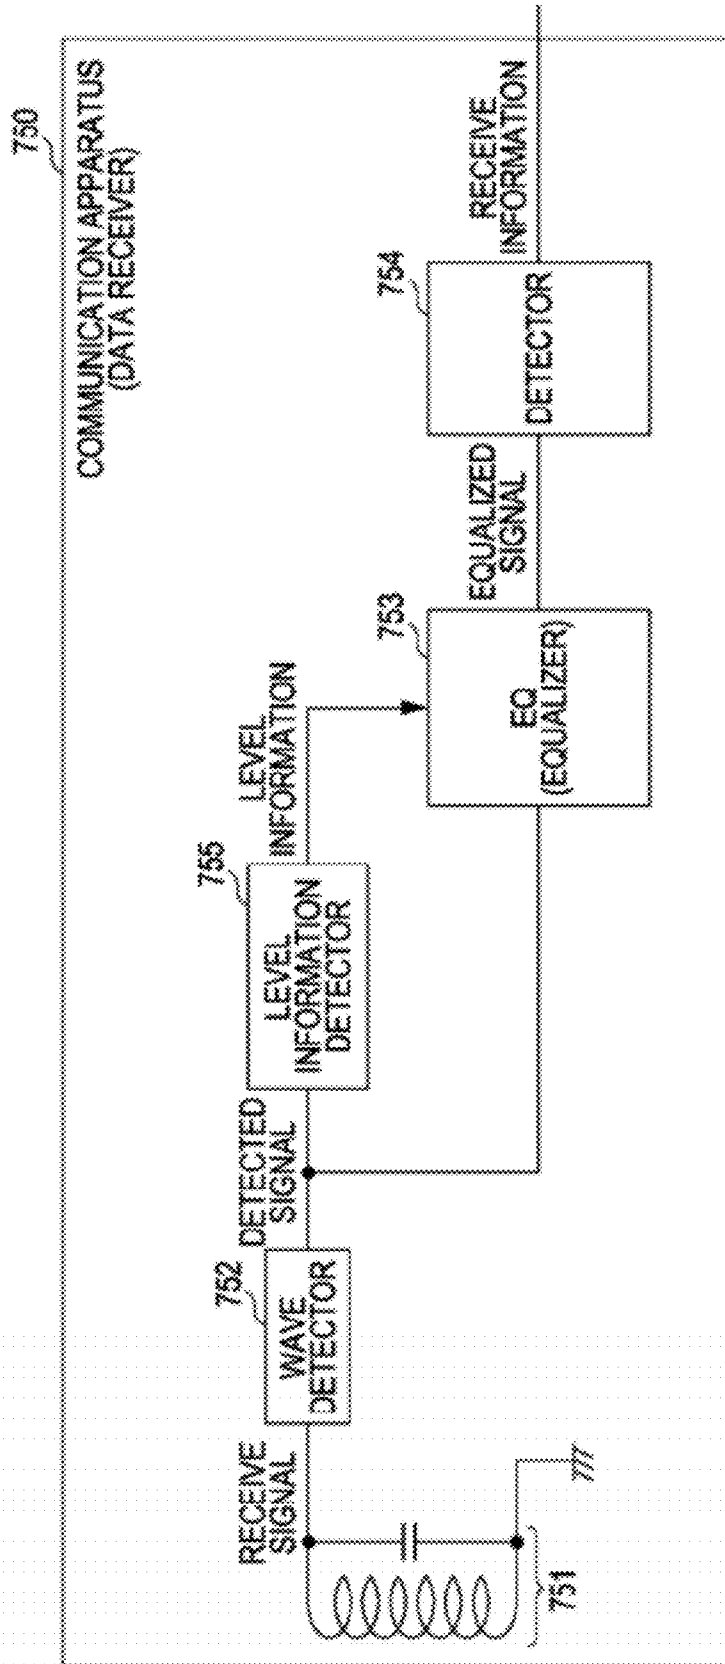 750
COMMUNICATION APPARATUS
(DATA RECEIVER)
RECEIVE
SIGNAL
751
752
WAVE
DETECTOR
DETECTED
SIGNAL
755
LEVEL
INFORMATION
DETECTOR
LEVEL
INFORMATION
753
EQ
(EQUALIZER)
EQUALIZED
SIGNAL
754
DETECTOR
RECEIVE
INFORMATION